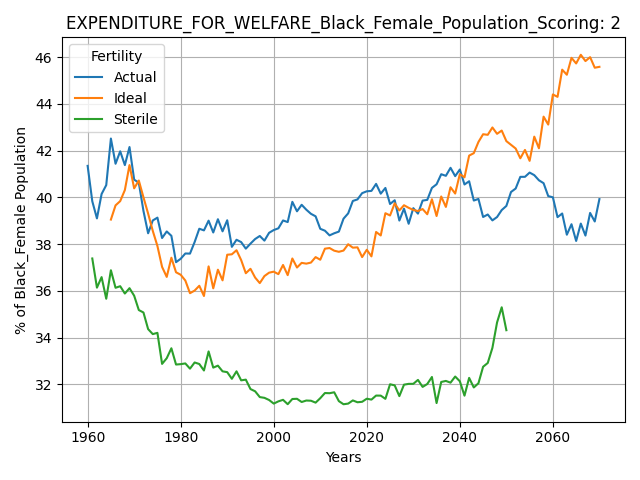 EXPENDITURE_FOR_WELFARE_Black_Female_Population_Scoring: 2
Fertility
Actual
Ideal
Sterile
46
44
42
40
38
36
34
32
% of Black_Female Population
1960
1980
2000
2020
2040
2060
Years